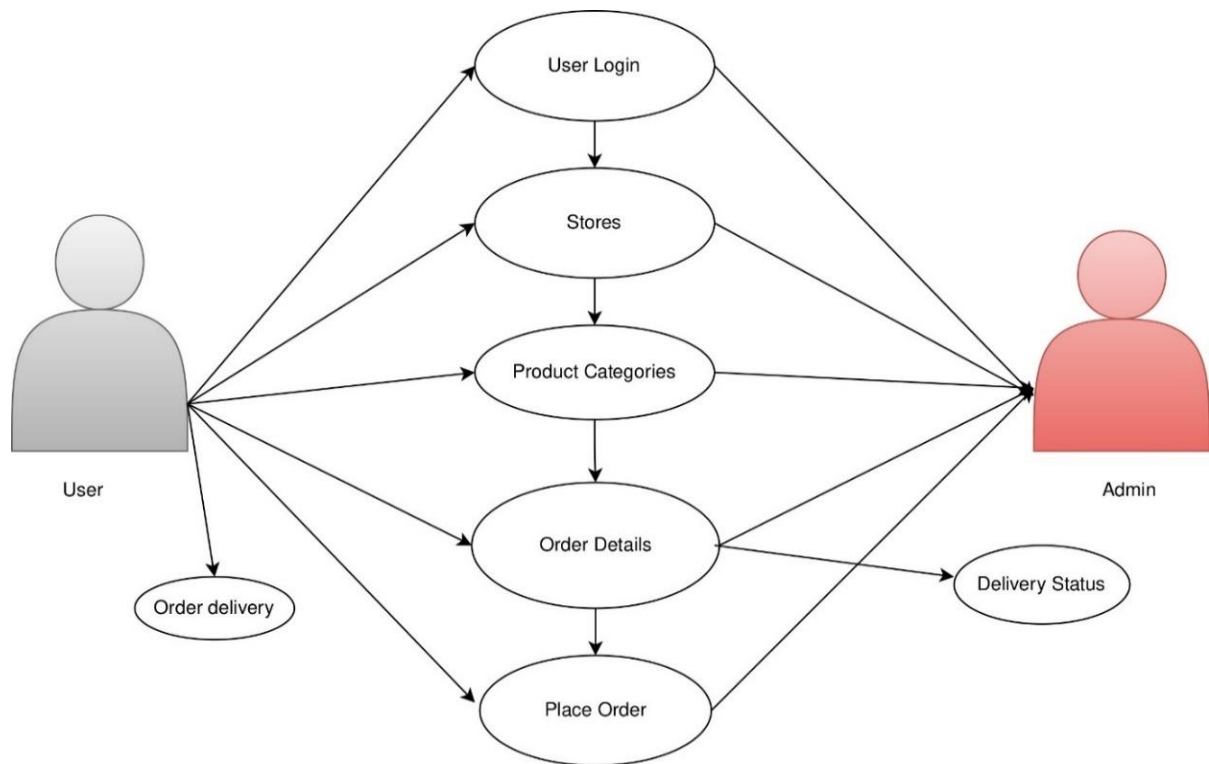 User Login
Stores
Product Categories
User
Admin
Order Details
Delivery Status
Order delivery
Place Order